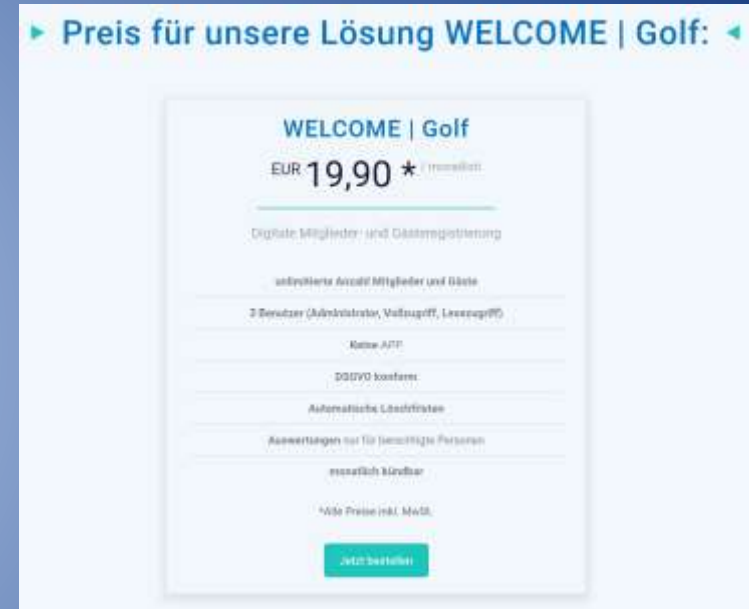 Preis für unsere Lösung WELCOME | Golf:
WELCOME | Golf
EUR 19,90 * / monatlich
Digitale Mitglieder- und Gästeregistrierung
unlimitierte Anzahl Mitglieder und Gäste
3 Benutzer (Administrator, Vollzugriff, Lesezugriff)
Keine APP
DSGVO konform
Automatische Löschfristen
Auswertungen nur für berechtigte Personen
monatlich kündbar
*Alle Preise inkl. MwSt.
Jetzt bestellen